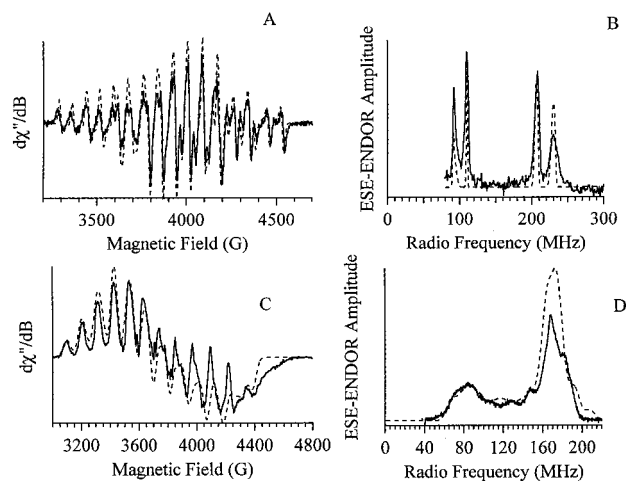 A
dχ"/dB
3500 4000 4500
Magnetic Field (G)
B
ESE-ENDOR Amplitude
0 100 200 300
Radio Frequency (MHz)
C
dχ"/dB
3200 3600 4000 4400 4800
Magnetic Field (G)
D
ESE-ENDOR Amplitude
0 40 80 120 160 200
Radio Frequency (MHz)